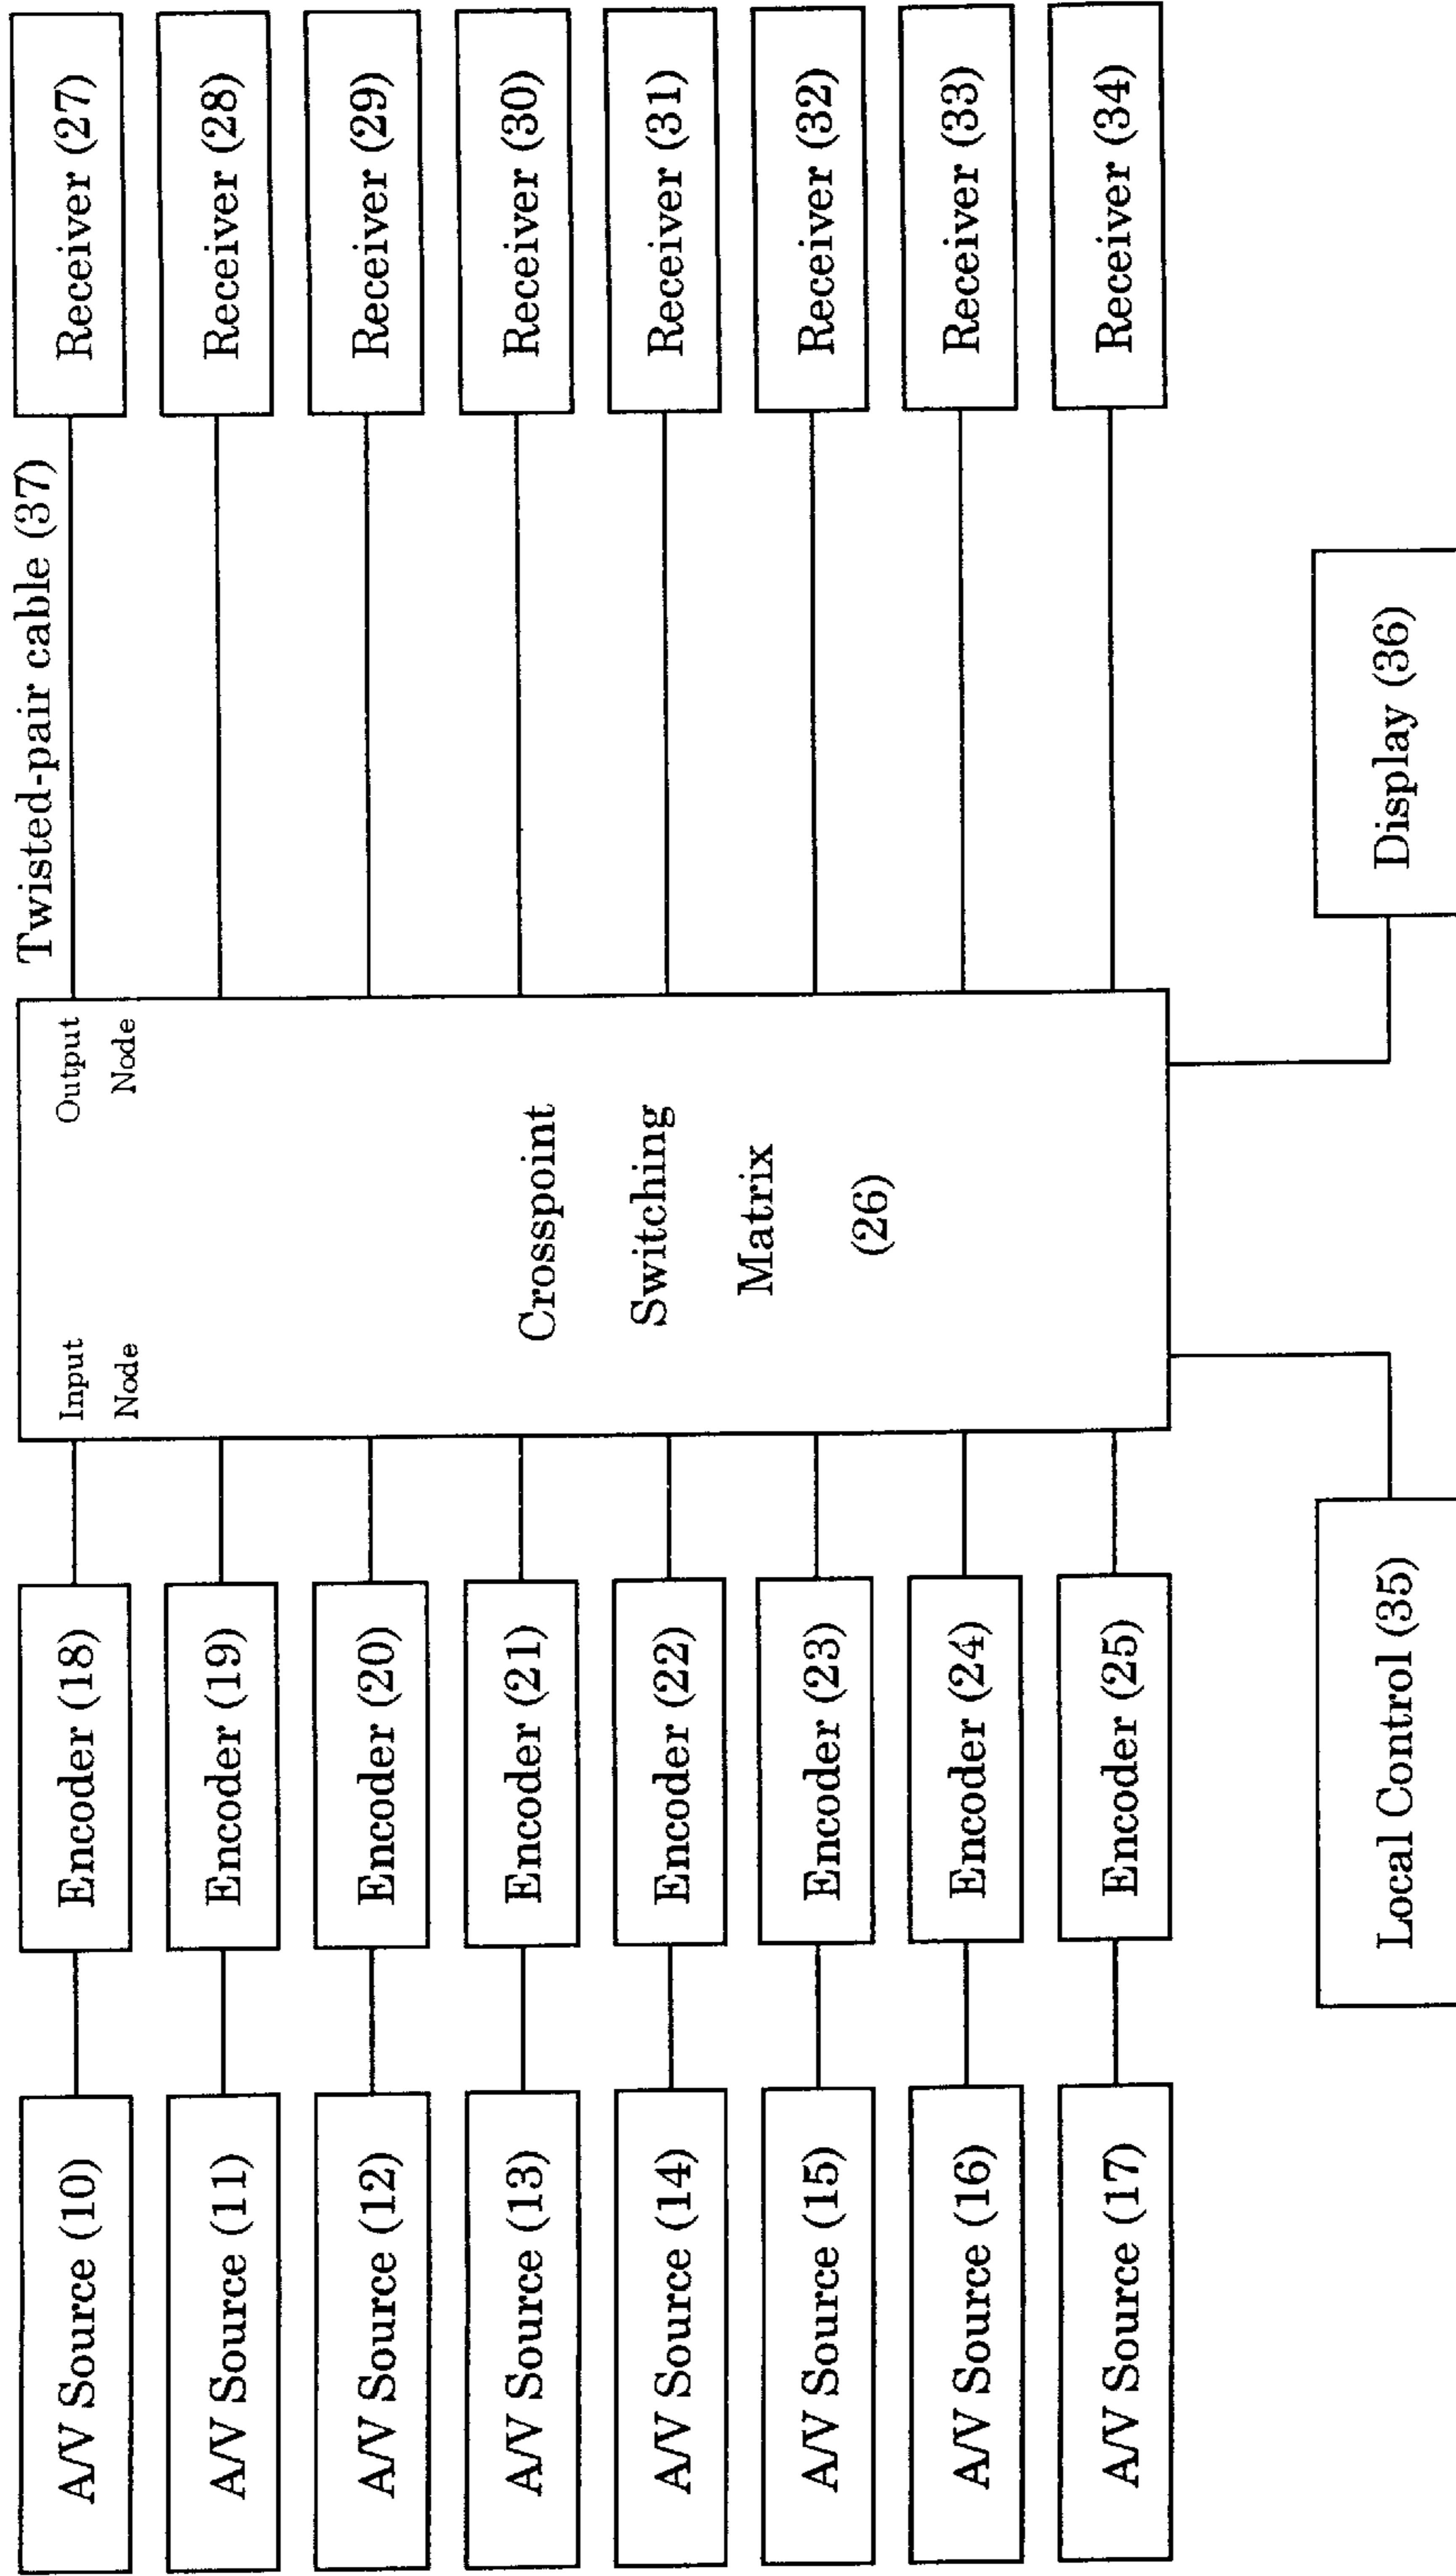 A/V Source (10)
Encoder (18)
Input
Node
Output
Node
Twisted-pair cable (37)
Receiver (27)
A/V Source (11)
Encoder (19)
Receiver (28)
A/V Source (12)
Encoder (20)
Receiver (29)
A/V Source (13)
Encoder (21)
Receiver (30)
A/V Source (14)
Encoder (22)
Receiver (31)
A/V Source (15)
Encoder (23)
Receiver (32)
A/V Source (16)
Encoder (24)
Receiver (33)
A/V Source (17)
Encoder (25)
Receiver (34)
Crosspoint
Switching
Matrix
(26)
Local Control (35)
Display (36)